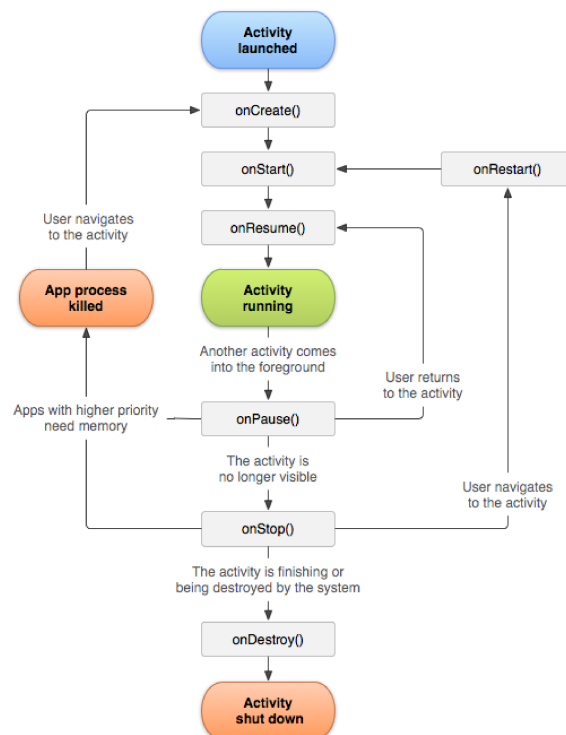 Activity
launched
onCreate()
onStart()
onRestart()
User navigates
to the activity
onResume()
App process
killed
Activity
running
Another activity comes
into the foreground
User returns
to the activity
Apps with higher priority
need memory
onPause()
The activity is
no longer visible
User navigates
to the activity
onStop()
The activity is finishing or
being destroyed by the system
onDestroy()
Activity
shut down